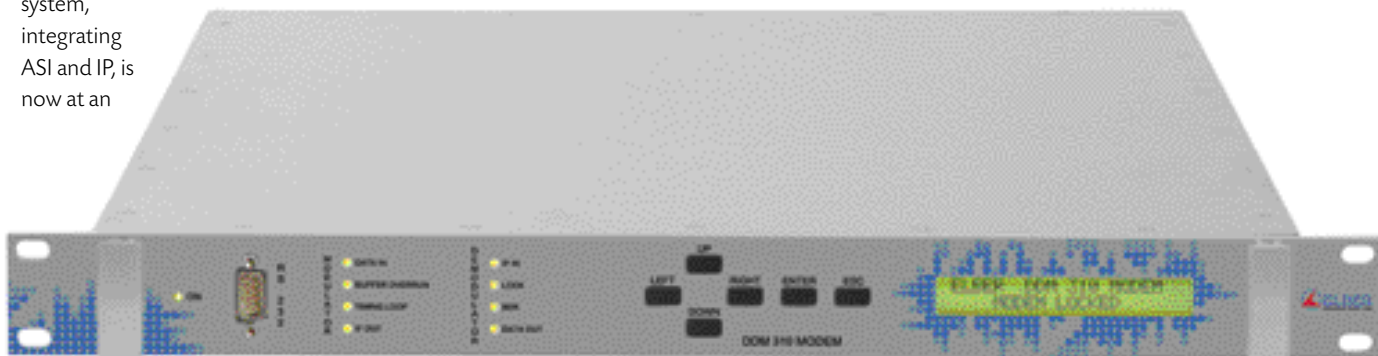 system,
integrating
ASI and IP, is
now at an
ON
RS 232
MODULATOR
DATA IN
BUFFER OVERRUN
TIMING LOOP
IF OUT
DEMODULATOR
IF IN
LOCK
BER
DATA OUT
UP
LEFT
RIGHT
ENTER
ESC
DOWN
DOM 310 MODEM
MODEM LOCKED
ELBER